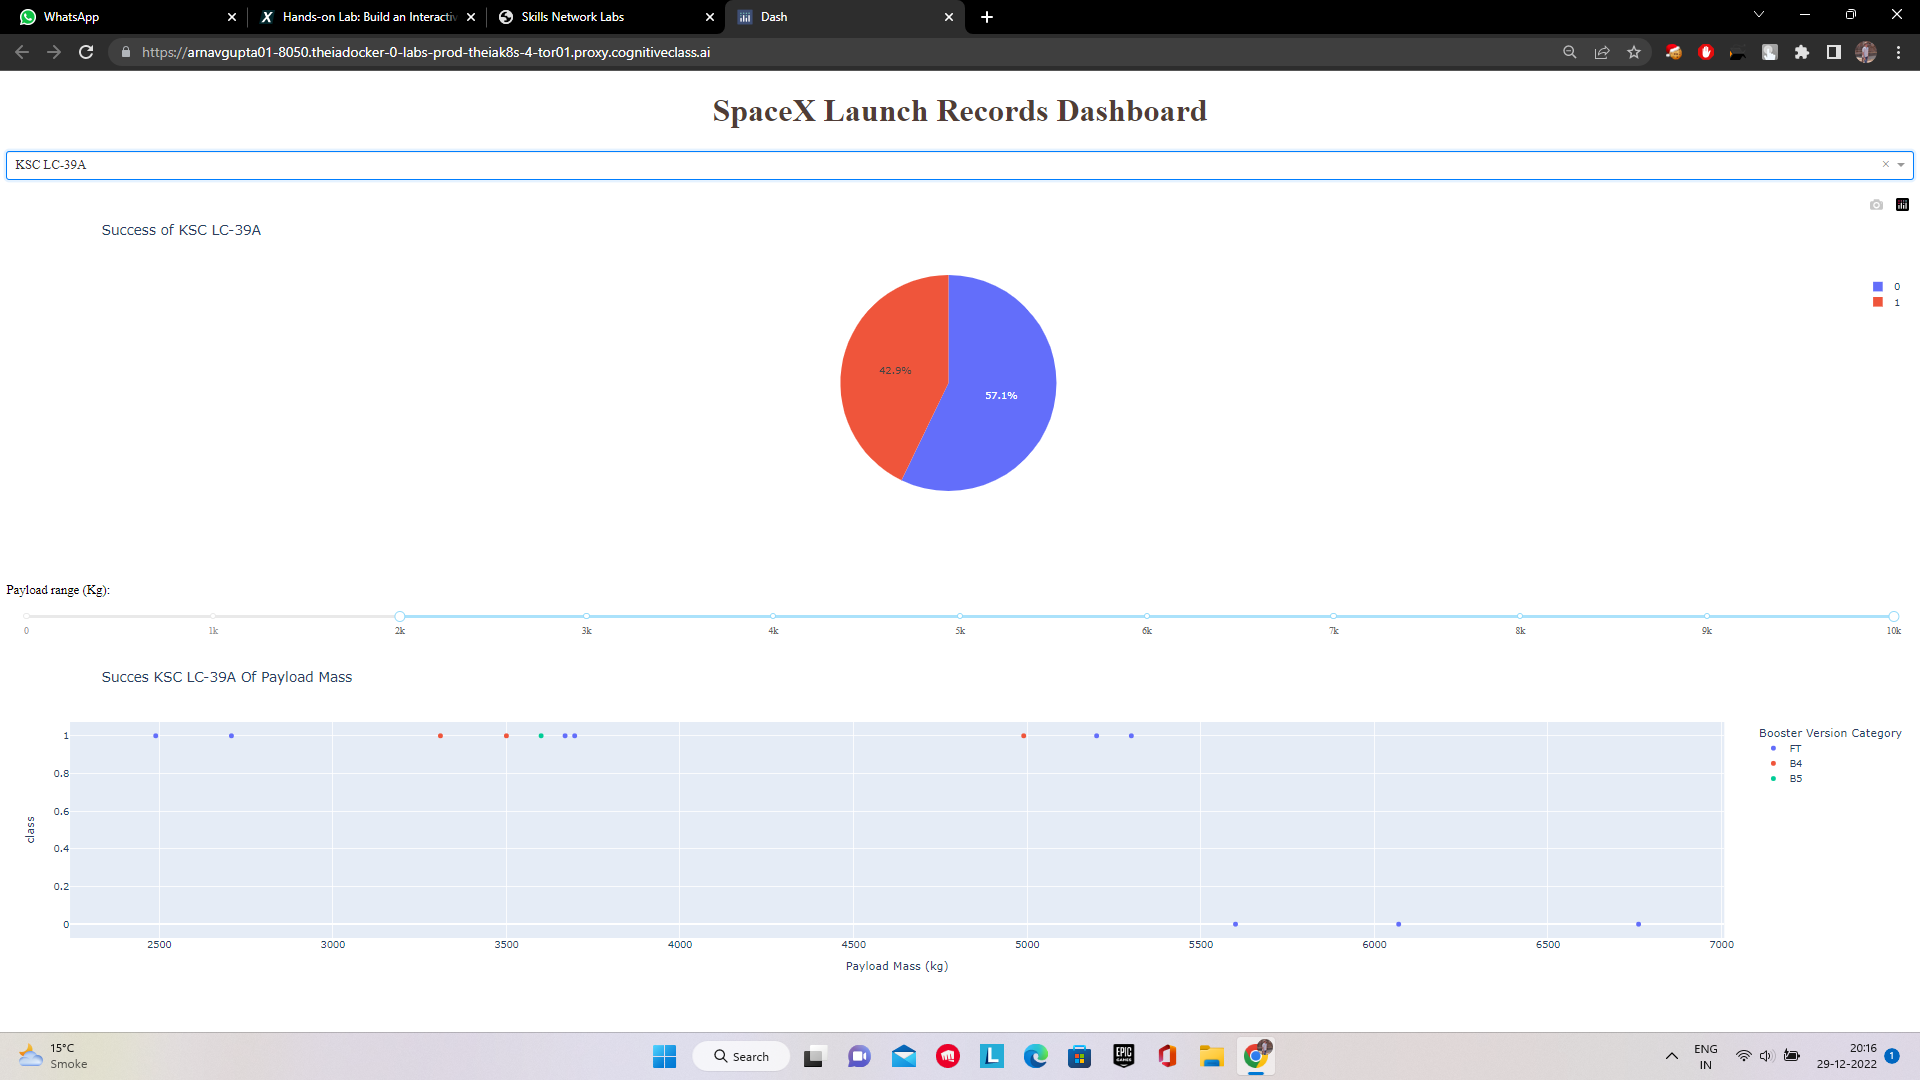 WhatsApp
Hands-on Lab: Build an Interactiv
Skills Network Labs
Dash
https://arnavgupta01-8050.theiadocker-0-labs-prod-theiak8s-4-tor01.proxy.cognitiveclass.ai
SpaceX Launch Records Dashboard
KSC LC-39A
Success of KSC LC-39A
0
1
42.9%
57.1%
Payload range (Kg):
0 1k 2k 3k 4k 5k 6k 7k 8k 9k 10k
Succes KSC LC-39A Of Payload Mass
1
0.8
0.6
0.4
0.2
0
class
2500 3000 3500 4000 4500 5000 5500 6000 6500 7000
Payload Mass (kg)
Booster Version Category
FT
B4
B5
15°C
Smoke
Search
L
EPIC
GAMES
ENG
IN
20:16
29-12-2022
1